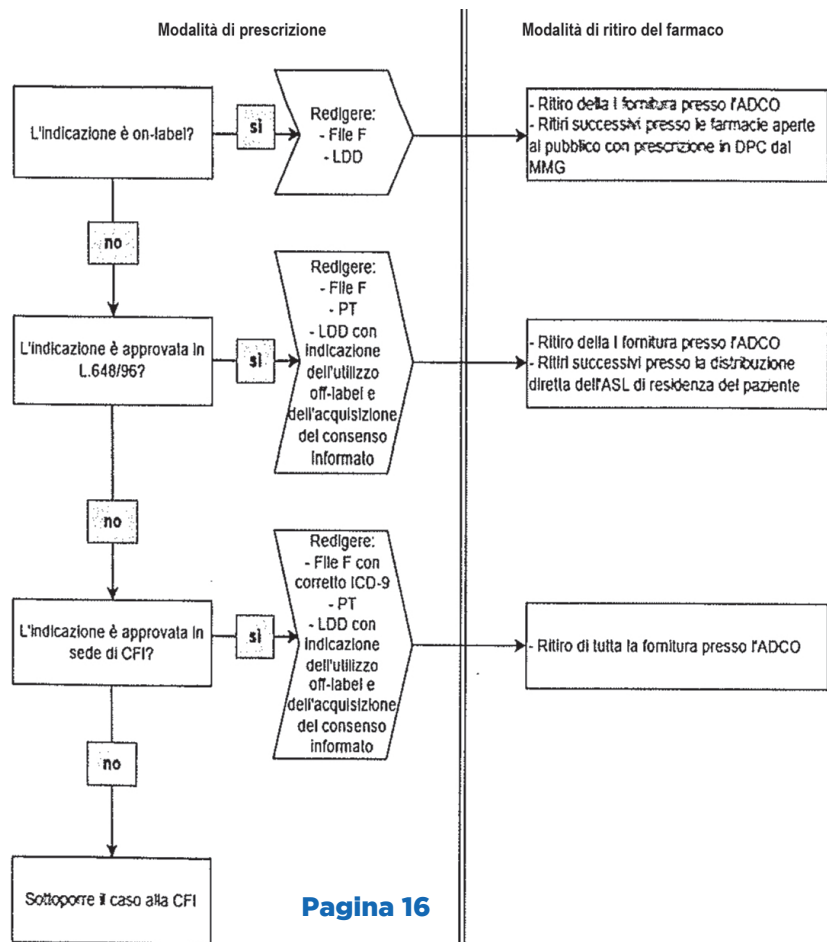 Modalità di prescrizione
Modalità di ritiro del farmaco
L'indicazione è on-label?
sì
Redigere:
- File F
- LDD
- Ritiro della I fornitura presso l'ADCO
- Ritiri successivi presso le farmacie aperte
al pubblico con prescrizione in DPC dal
MMG
no
L'indicazione è approvata in
L.648/96?
sì
Redigere:
- File F
- PT
- LDD con
indicazione
dell'utilizzo
off-label e
dell'acquisizione
del consenso
informato
- Ritiro della I fornitura presso l'ADCO
- Ritiri successivi presso la distribuzione
diretta dell'ASL di residenza del paziente
no
L'indicazione è approvata in
sede di CFI?
sì
Redigere:
- File F con
corretto ICD-9
- PT
- LDD con
indicazione
dell'utilizzo
off-label e
dell'acquisizione
del consenso
informato
- Ritiro di tutta la fornitura presso l'ADCO
no
Sottoporre il caso alla CFI
Pagina 16